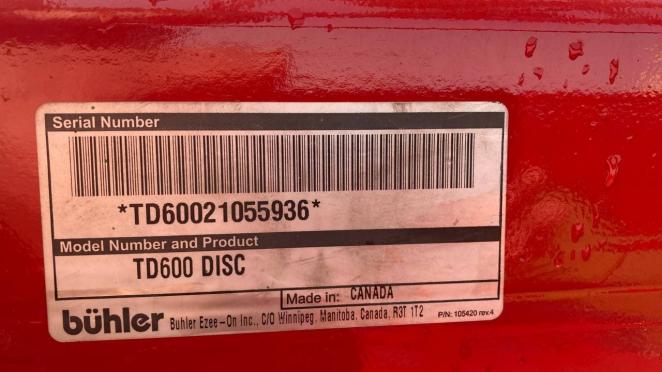 Serial Number
*TD60021055936*
Model Number and Product
TD600 DISC
Made in: CANADA
bühler Buhler Ezee-On Inc., C/O Winnipeg, Manitoba, Canada, R3T 1T2 P/N: 105420 rev.4